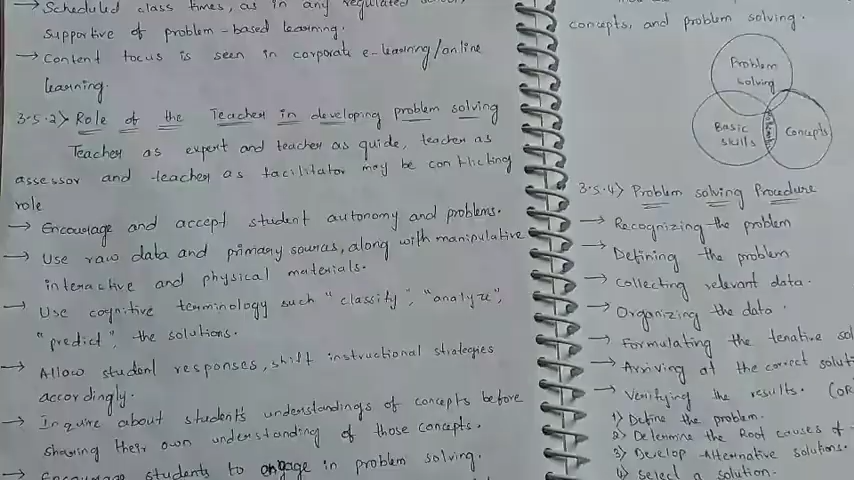 → Scheduled class times, as in any regulated
supportive of problem-based learning.
→ Content focus is seen in corporate e-learning/online
learning.
3.5.2> Role of the Teacher in developing problem solving
Teacher as expert and teacher as guide, teacher as
assessor and teacher as facilitator may be conflicting
role
→ Encourage and accept student autonomy and problems.
→ Use raw data and primary sources, along with manipulative
interactive and physical materials.
→ Use cognitive terminology such "classify", "analyze",
"predict", the solutions.
→ Allow student responses, shift instructional strategies
accordingly.
→ Inquire about student's understandings of concepts before
sharing their own understanding of those concepts.
→ Encourage students to engage in problem solving.
concepts, and problem solving.
Problem
solving
Basic
skills
Concepts
3.5.4> Problem solving Procedure
→ Recognizing the problem
→ Defining the problem
→ Collecting relevant data.
→ Organizing the data.
→ Formulating the tenative
→ Arriving at the correct
→ Verifying the results. (OR
1) Define the problem.
2) Determine the Root causes of
3) Develop Alternative solutions.
4) Select a solution.